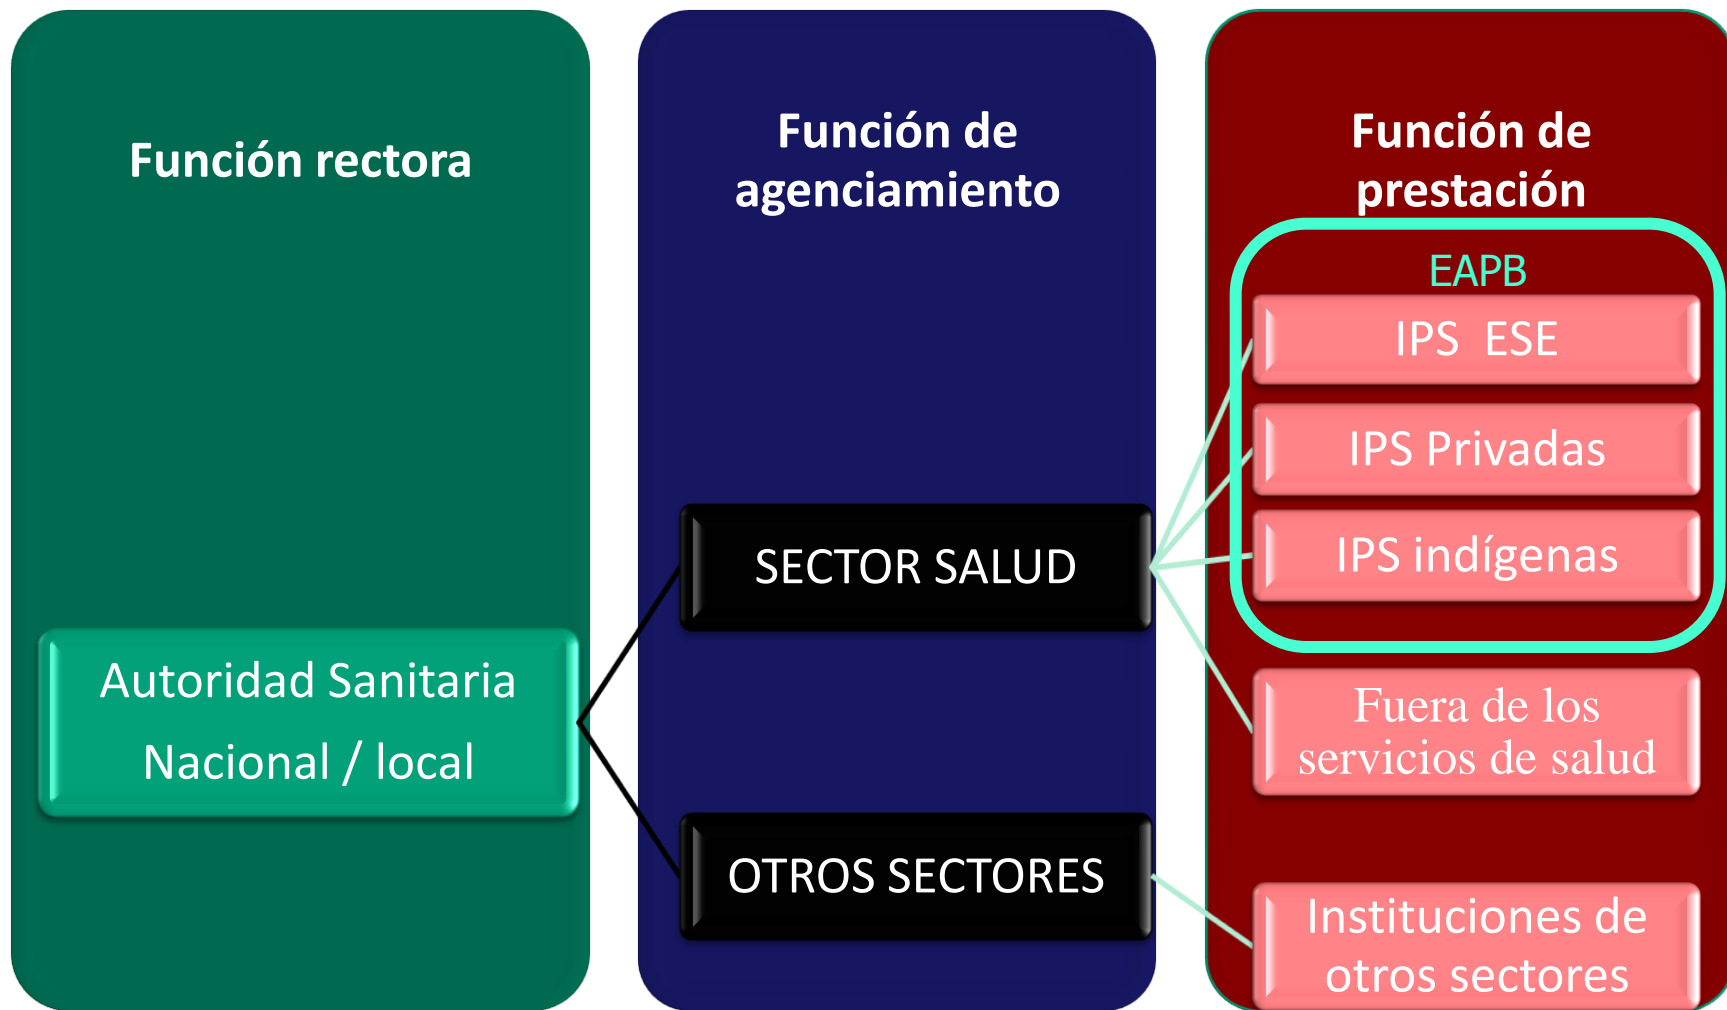 Función rectora
Autoridad Sanitaria
Nacional / local
Función de
agenciamiento
SECTOR SALUD
OTROS SECTORES
Función de
prestación
EAPB
IPS ESE
IPS Privadas
IPS indígenas
Fuera de los
servicios de salud
Instituciones de
otros sectores